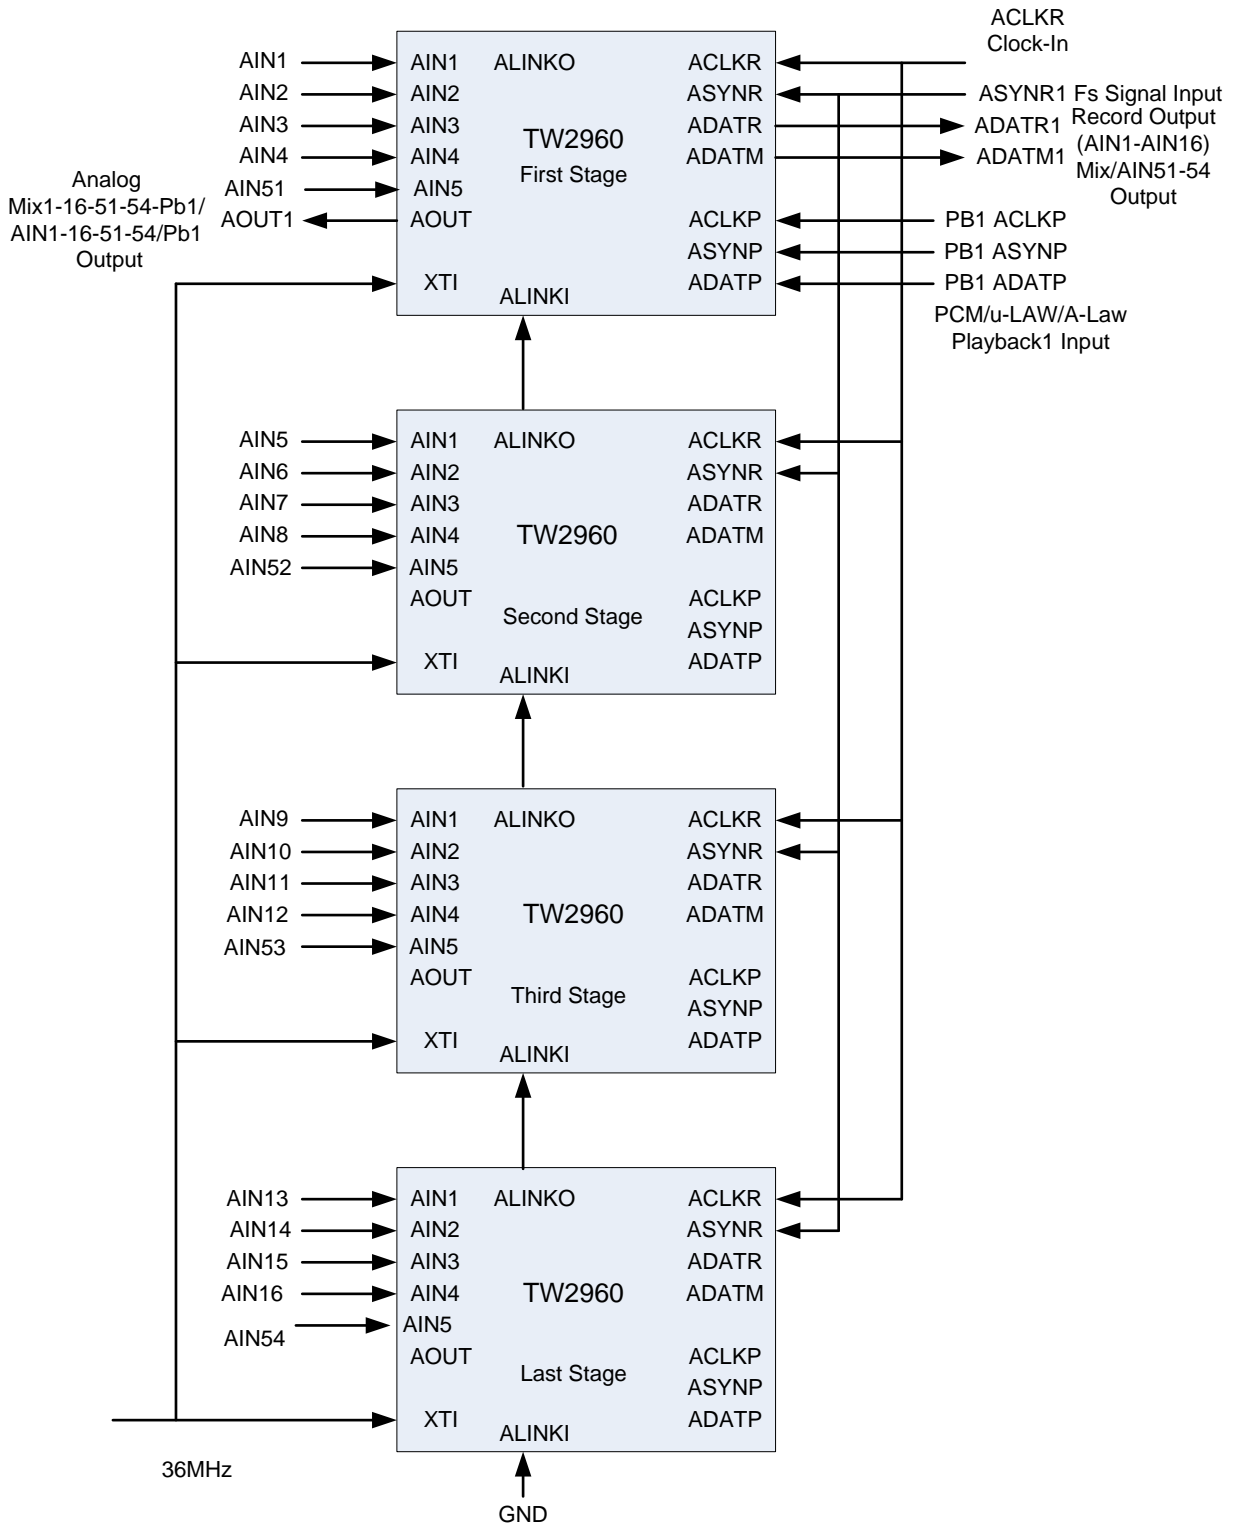 ACLKR
Clock-In
AIN1 AIN1 ALINKO ACLKR
AIN2 AIN2 ASYNR ASYNR1 Fs Signal Input
AIN3 AIN3 ADATR ADATR1 Record Output
TW2960 (AIN1-AIN16)
AIN4 AIN4 ADATM ADATM1 Mix/AIN51-54
First Stage Output
AIN51 AIN5
Analog
Mix1-16-51-54-Pb1/
AIN1-16-51-54/Pb1
Output
AOUT1 AOUT ACLKP PB1 ACLKP
ASYNP PB1 ASYNP
XTI ADATP PB1 ADATP
ALINKI
PCM/u-LAW/A-Law
Playback1 Input
AIN5 AIN1 ALINKO ACLKR
AIN6 AIN2 ASYNR
AIN7 AIN3 ADATR
AIN8 AIN4 TW2960 ADATM
AIN52 AIN5
AOUT ACLKP
Second Stage
ASYNP
XTI ADATP
ALINKI
AIN9 AIN1 ALINKO ACLKR
AIN10 AIN2 ASYNR
AIN11 AIN3 ADATR
AIN12 AIN4 TW2960 ADATM
AIN53 AIN5
AOUT ACLKP
Third Stage
ASYNP
XTI ADATP
ALINKI
AIN13 AIN1 ALINKO ACLKR
AIN14 AIN2 ASYNR
AIN15 AIN3 ADATR
AIN16 AIN4 TW2960 ADATM
AIN54 AIN5
AOUT ACLKP
Last Stage
ASYNP
XTI ADATP
ALINKI
36MHz
GND